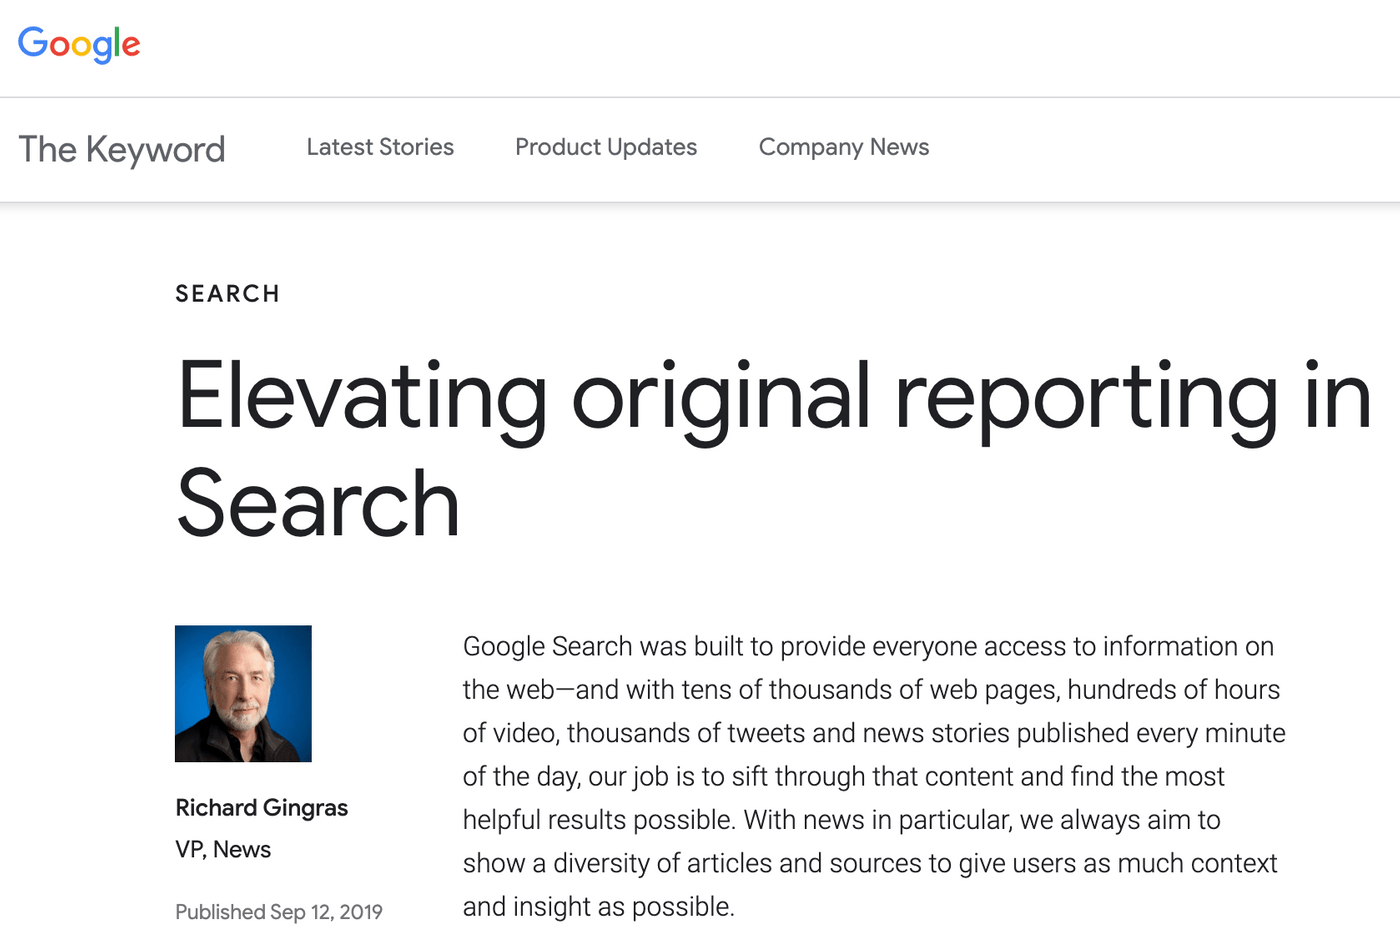 Google
The Keyword Latest Stories Product Updates Company News
SEARCH
Elevating original reporting in
Search
Richard Gingras
VP, News
Published Sep 12, 2019
Google Search was built to provide everyone access to information on
the web—and with tens of thousands of web pages, hundreds of hours
of video, thousands of tweets and news stories published every minute
of the day, our job is to sift through that content and find the most
helpful results possible. With news in particular, we always aim to
show a diversity of articles and sources to give users as much context
and insight as possible.